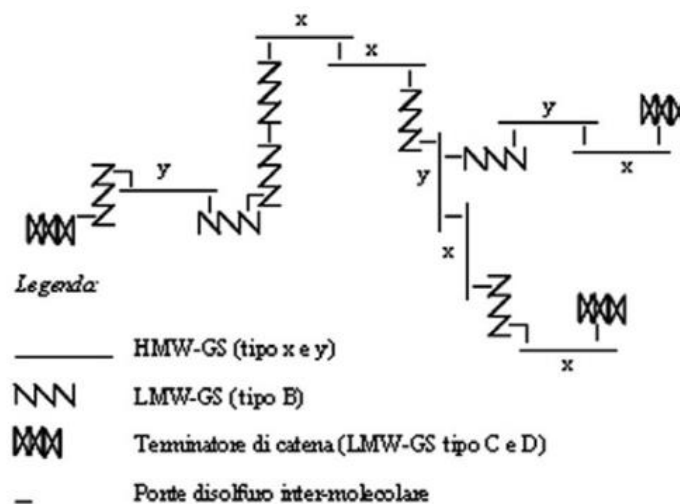 x
x
y
x
y
y
x
x
Legenda:
HMW-GS (tipo x e y)
LMW-GS (tipo B)
Terminatore di catena (LMW-GS tipo C e D)
Ponte disolfuro inter-molecolare